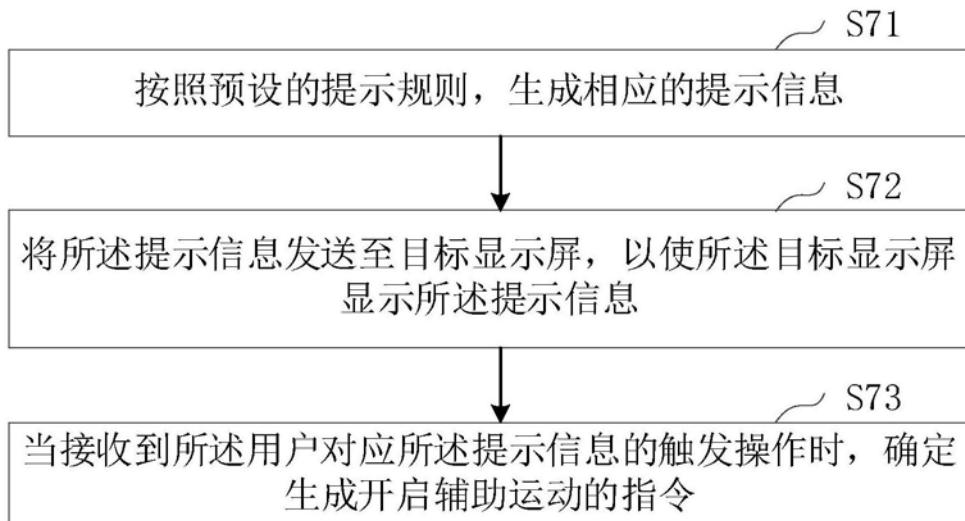 S71
按照预设的提示规则，生成相应的提示信息
S72
将所述提示信息发送至目标显示屏，以使所述目标显示屏
显示所述提示信息
S73
当接收到所述用户对应所述提示信息的触发操作时，确定
生成开启辅助运动的指令